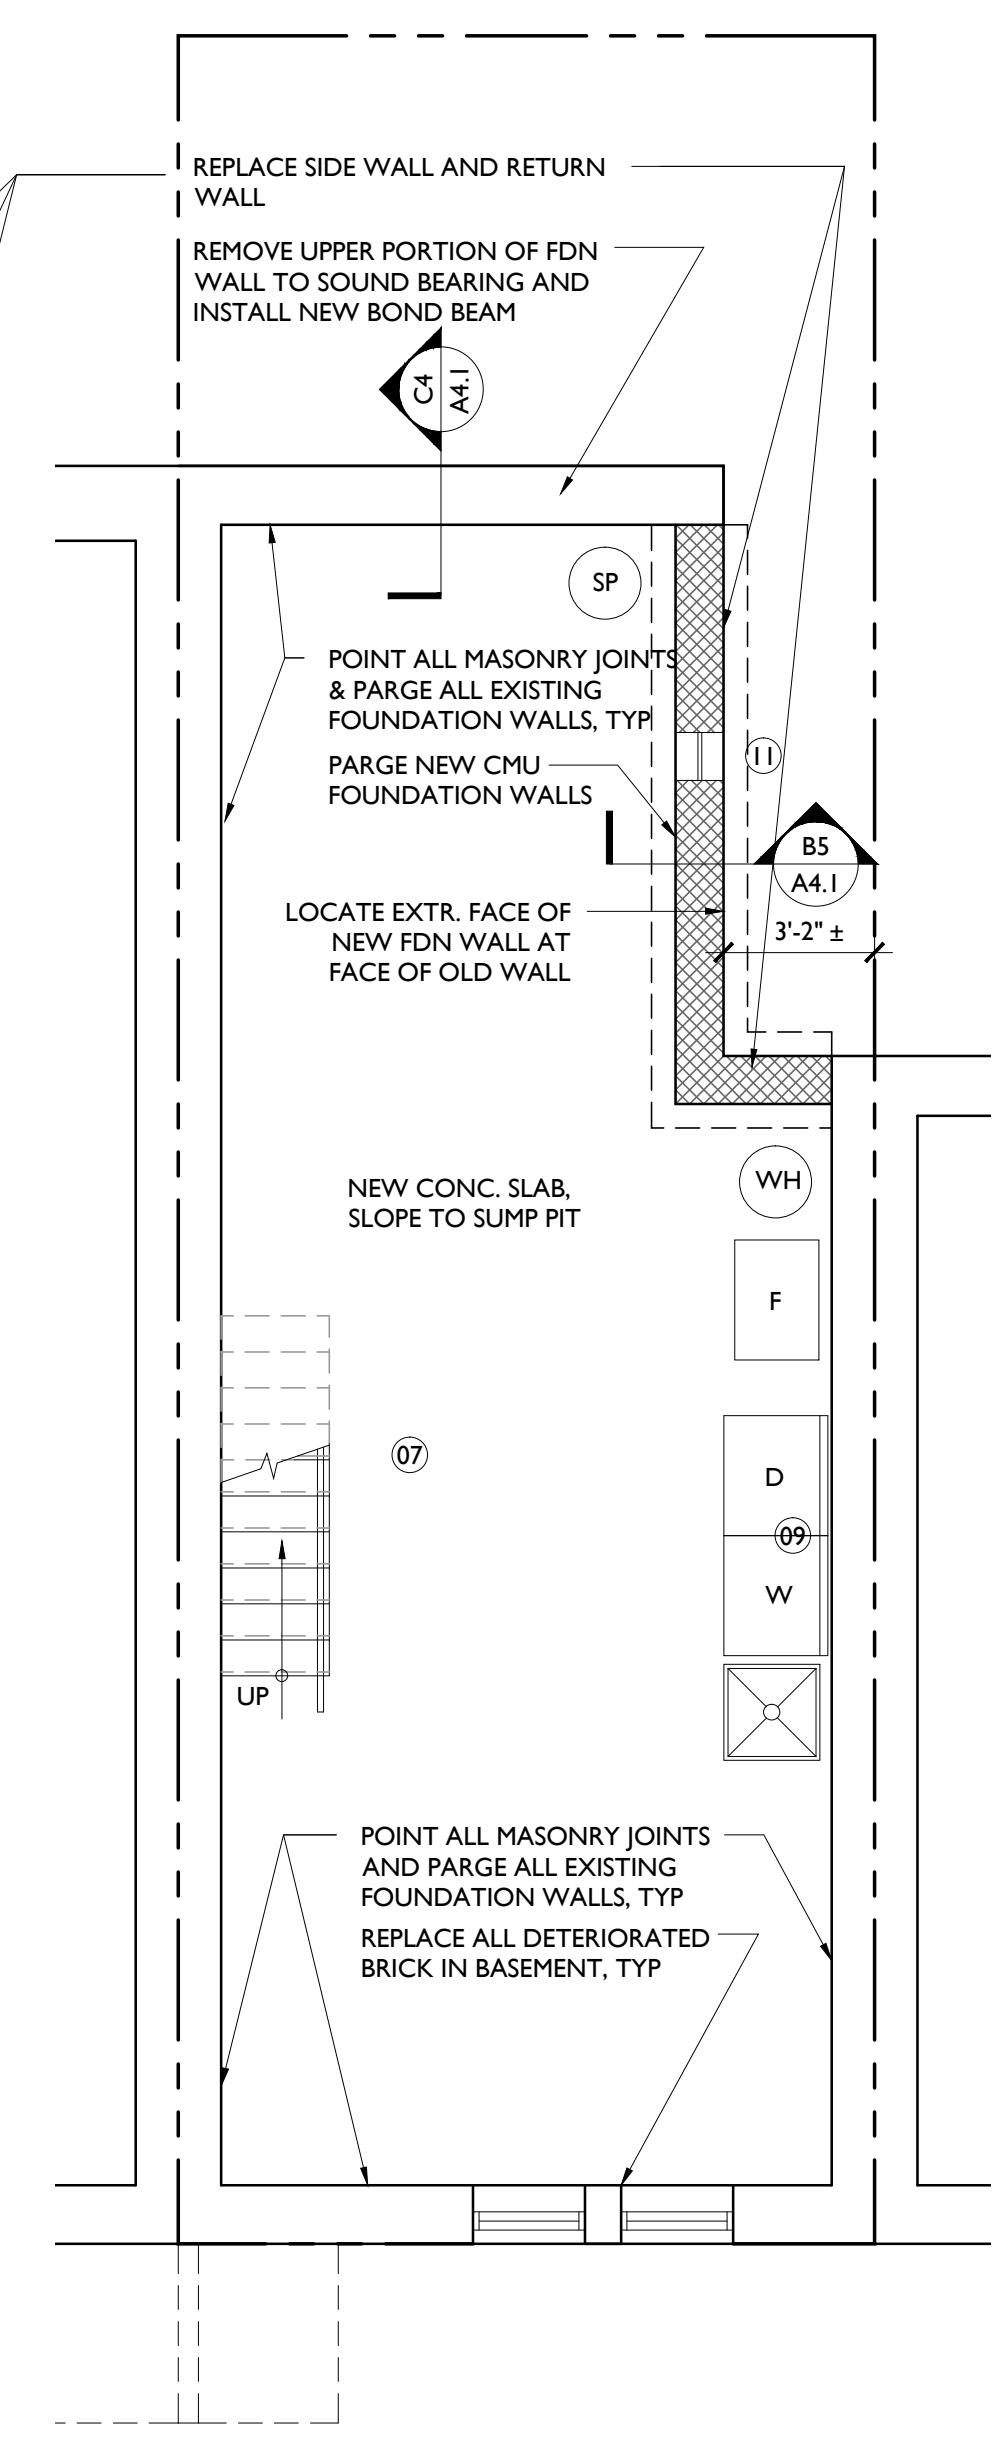 REPLACE SIDE WALL AND RETURN
WALL
REMOVE UPPER PORTION OF FDN
WALL TO SOUND BEARING AND
INSTALL NEW BOND BEAM
C4
A4.1
SP
POINT ALL MASONRY JOINTS
& PARGE ALL EXISTING
FOUNDATION WALLS, TYP
PARGE NEW CMU
FOUNDATION WALLS
11
B5
A4.1
LOCATE EXTR. FACE OF
NEW FDN WALL AT
FACE OF OLD WALL
3'-2" ±
WH
NEW CONC. SLAB,
SLOPE TO SUMP PIT
F
07
D
09
W
UP
POINT ALL MASONRY JOINTS
AND PARGE ALL EXISTING
FOUNDATION WALLS, TYP
REPLACE ALL DETERIORATED
BRICK IN BASEMENT, TYP